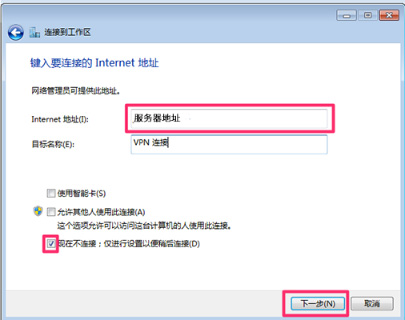 连接到工作区
键入要连接的 Internet 地址
网络管理员可提供此地址。
Internet 地址(I):
服务器地址
目标名称(E):
VPN 连接
使用智能卡(S)
允许其他人使用此连接(A)
这个选项允许可以访问这台计算机的人使用此连接。
现在不连接；仅进行设置以便稍后连接(D)
下一步(N)
取消